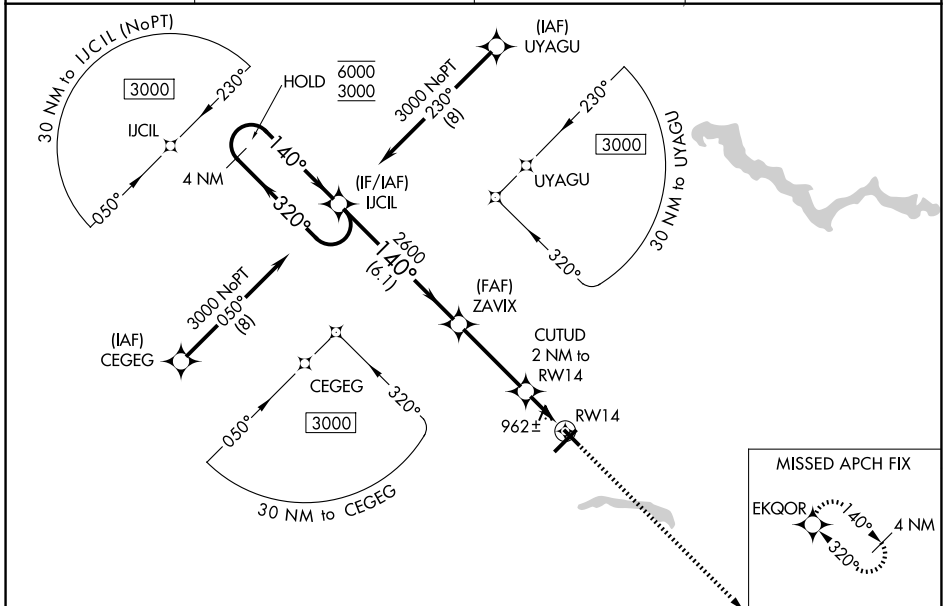 30 NM to IJCIL (NoPT)
3000
230°
IJCIL
050°
HOLD
6000
3000
140°
4 NM
320°
(IF/IAF)
IJCIL
(IAF)
UYAGU
3000 NoPT
230°
(8)
230°
3000
UYAGU
320°
30 NM to UYAGU
2600
140°
(6.1)
(FAF)
ZAVIX
3000 NoPT
050°
(8)
(IAF)
CEGEG
CEGEG
050°
320°
3000
30 NM to CEGEG
CUTUD
2 NM to
RW14
962±
RW14
MISSED APCH FIX
EKQOR
140°
4 NM
320°